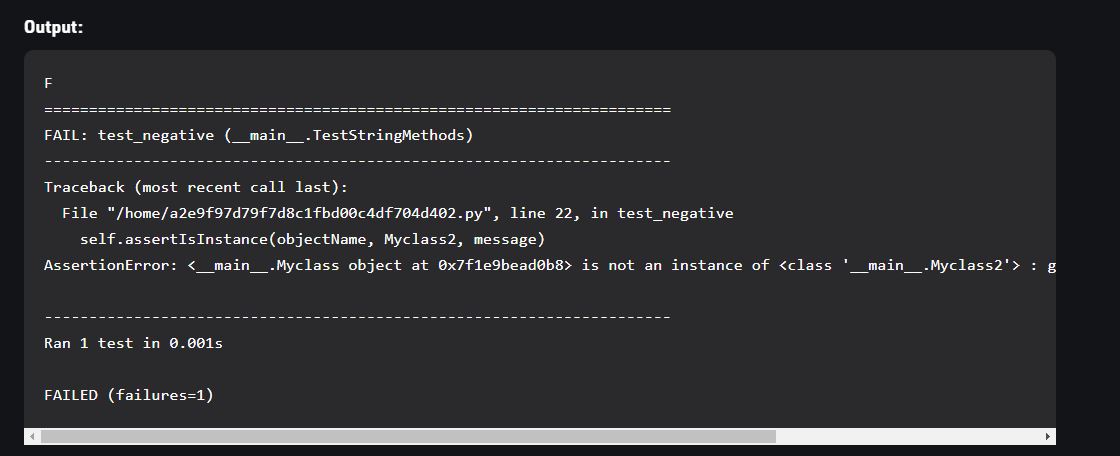 Output:
F
======================================================================
FAIL: test_negative (__main__.TestStringMethods)
----------------------------------------------------------------------
Traceback (most recent call last):
  File "/home/a2e9f97d79f7d8c1fbd00c4df704d402.py", line 22, in test_negative
    self.assertIsInstance(objectName, Myclass2, message)
AssertionError: <__main__.Myclass object at 0x7f1e9bead0b8> is not an instance of <class '__main__.Myclass2'> : g
----------------------------------------------------------------------
Ran 1 test in 0.001s
FAILED (failures=1)